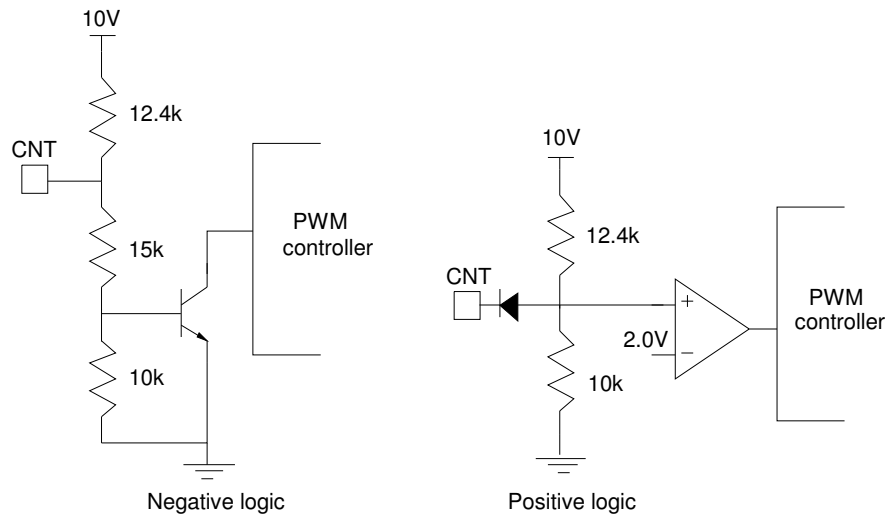 10V
12.4k
CNT
15k
PWM
controller
10k
Negative logic
10V
12.4k
CNT
+
2.0V
−
PWM
controller
10k
Positive logic